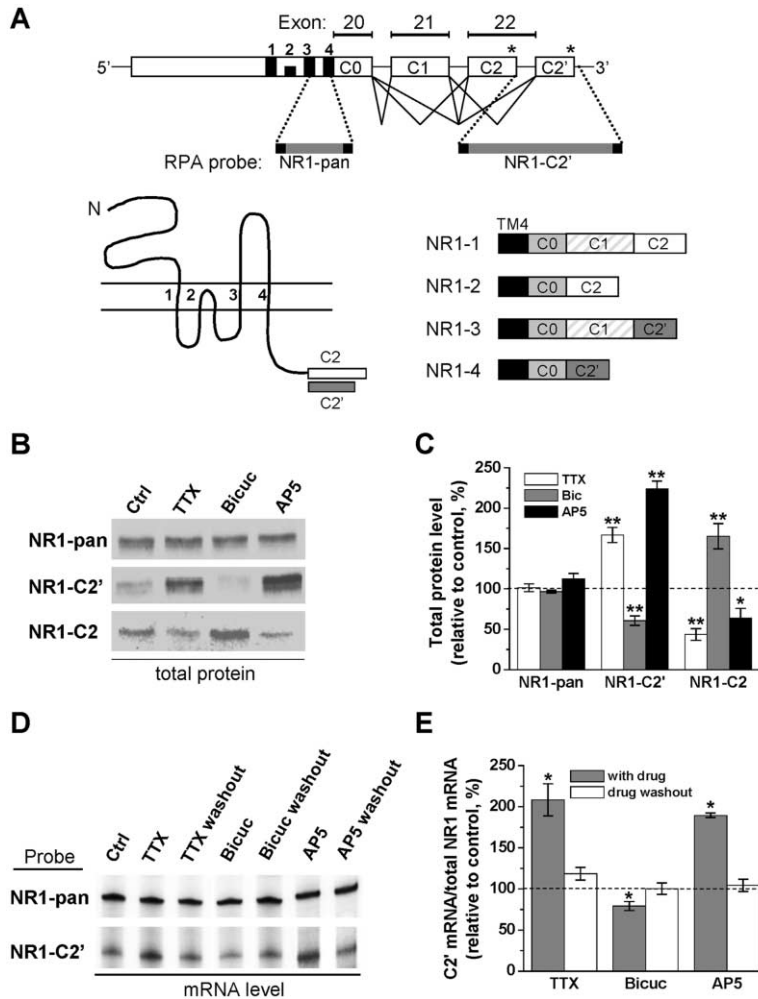 A
Exon: 20 21 22
1 2 3 4 * *
5' C0 C1 C2 C2' 3'
RPA probe: NR1-pan NR1-C2'
N
1 2 3 4
C2
C2'
TM4
NR1-1 C0 C1 C2
NR1-2 C0 C2
NR1-3 C0 C1 C2'
NR1-4 C0 C2'
B
Ctrl TTX Bicuc AP5
NR1-pan
NR1-C2'
NR1-C2
total protein
C
Total protein level
(relative to control, %)
250
200
150
100
50
0
TTX
Bic
AP5
** ** ** ** ** *
NR1-pan NR1-C2' NR1-C2
D
Probe Ctrl TTX TTX washout Bicuc Bicuc washout AP5 AP5 washout
NR1-pan
NR1-C2'
mRNA level
E
C2' mRNA/total NR1 mRNA
(relative to control, %)
250
200
150
100
50
0
with drug
drug washout
* * *
TTX Bicuc AP5